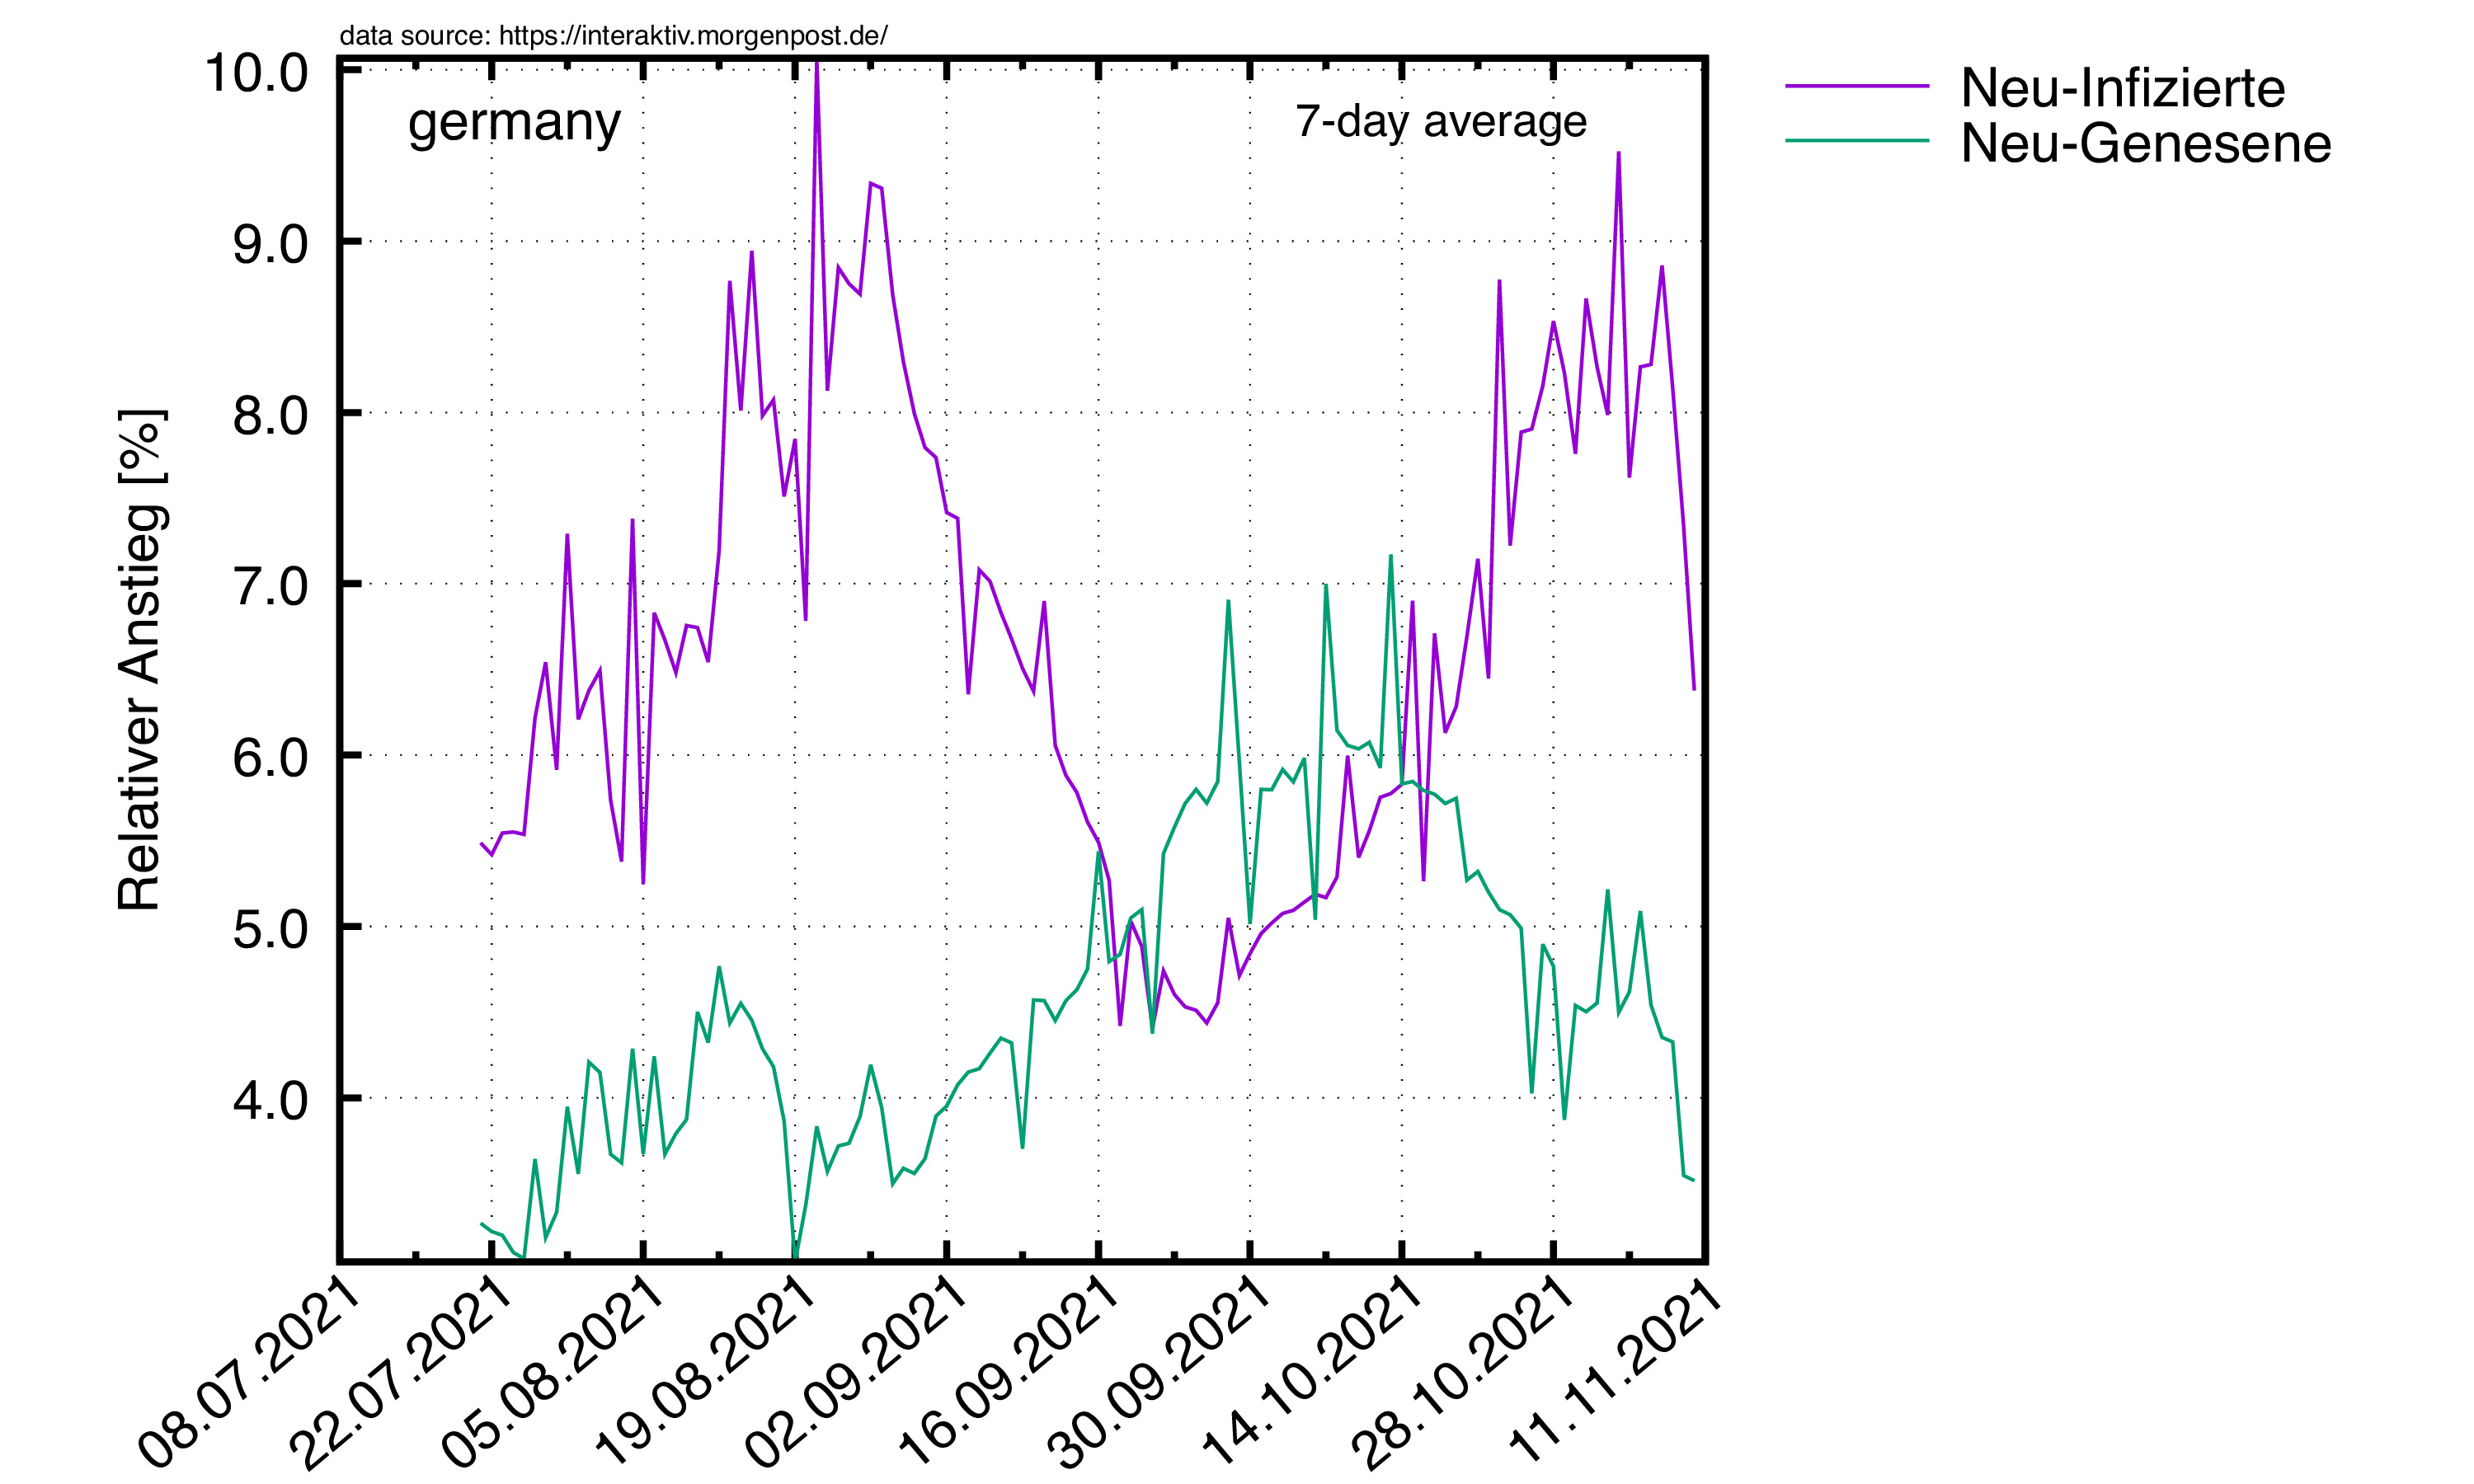 data source: https://interaktiv.morgenpost.de/
germany
7-day average
Neu-Infizierte
Neu-Genesene
Relativer Anstieg [%]
10.0
9.0
8.0
7.0
6.0
5.0
4.0
08.07.2021
22.07.2021
05.08.2021
19.08.2021
02.09.2021
16.09.2021
30.09.2021
14.10.2021
28.10.2021
11.11.2021